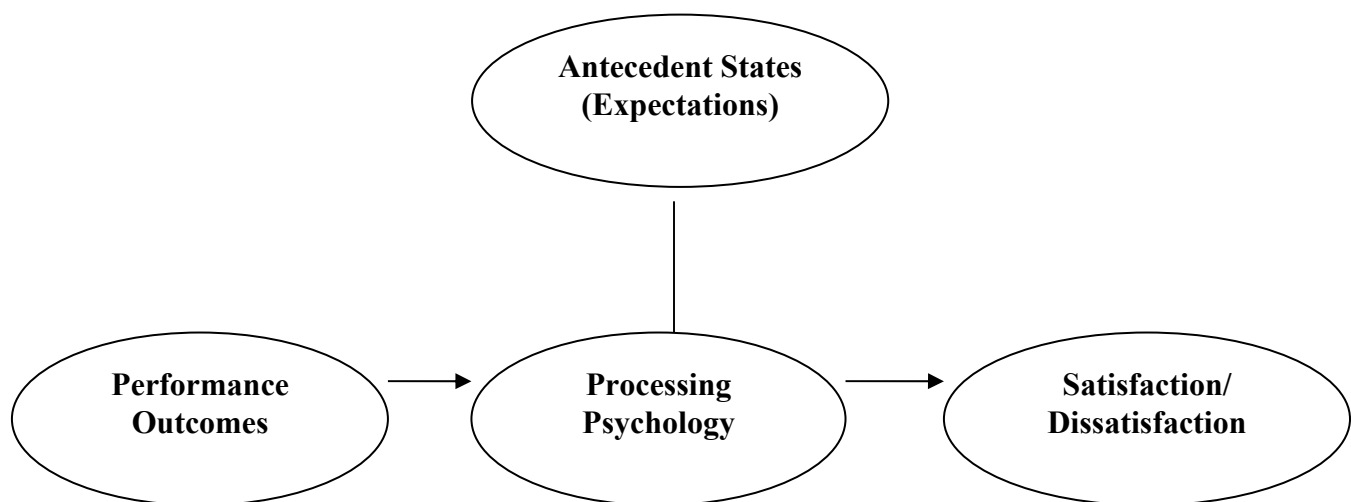 Antecedent States
(Expectations)
Performance
Outcomes
Processing
Psychology
Satisfaction/
Dissatisfaction